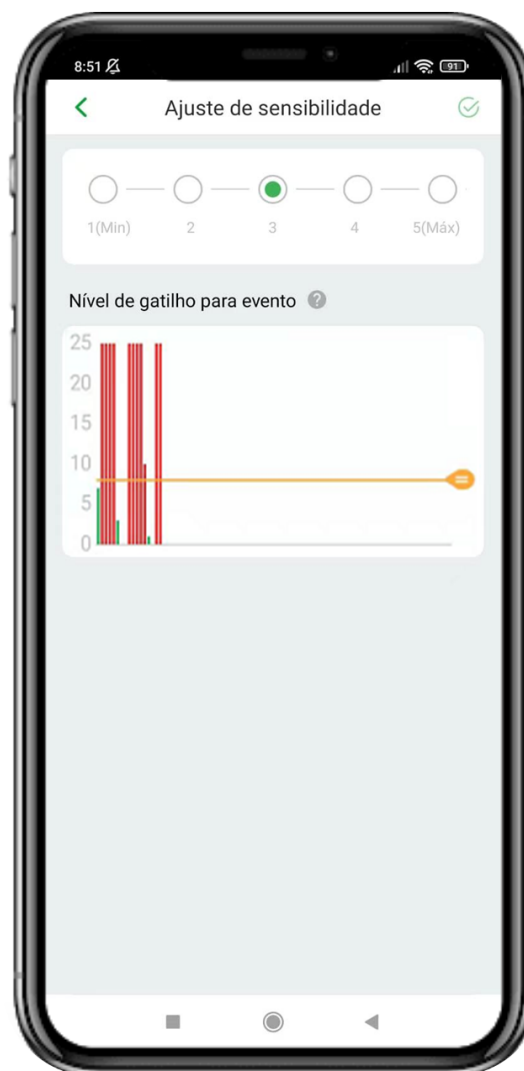 8:51
91
Ajuste de sensibilidade
1(Min) 2 3 4 5(Máx)
Nível de gatilho para evento ?
25
20
15
10
5
0